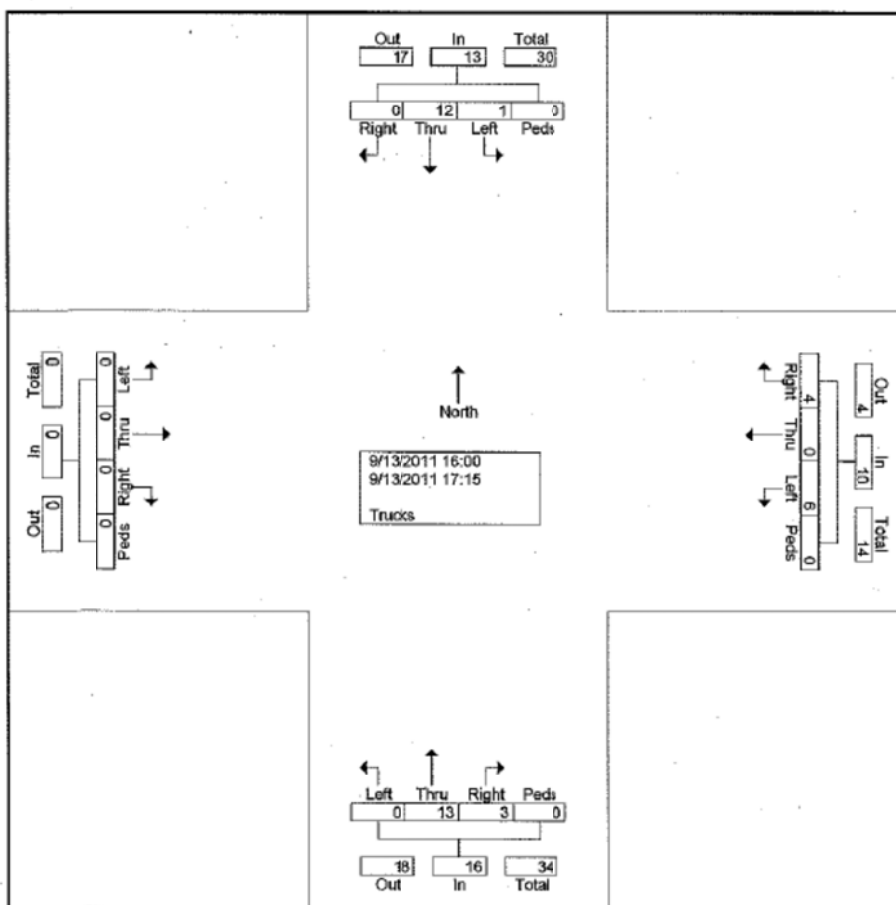 Out In Total
17 13 30
0 12 1 0
Right Thru Left Peds
Total In Out
0 0 0
0 0 0 0
Left Thru Right Peds
North
9/13/2011 16:00
9/13/2011 17:15
Trucks
Right Thru Left Peds
4 0 6 0
Out In Total
4 10 14
Left Thru Right Peds
0 13 3 0
18 16 34
Out In Total